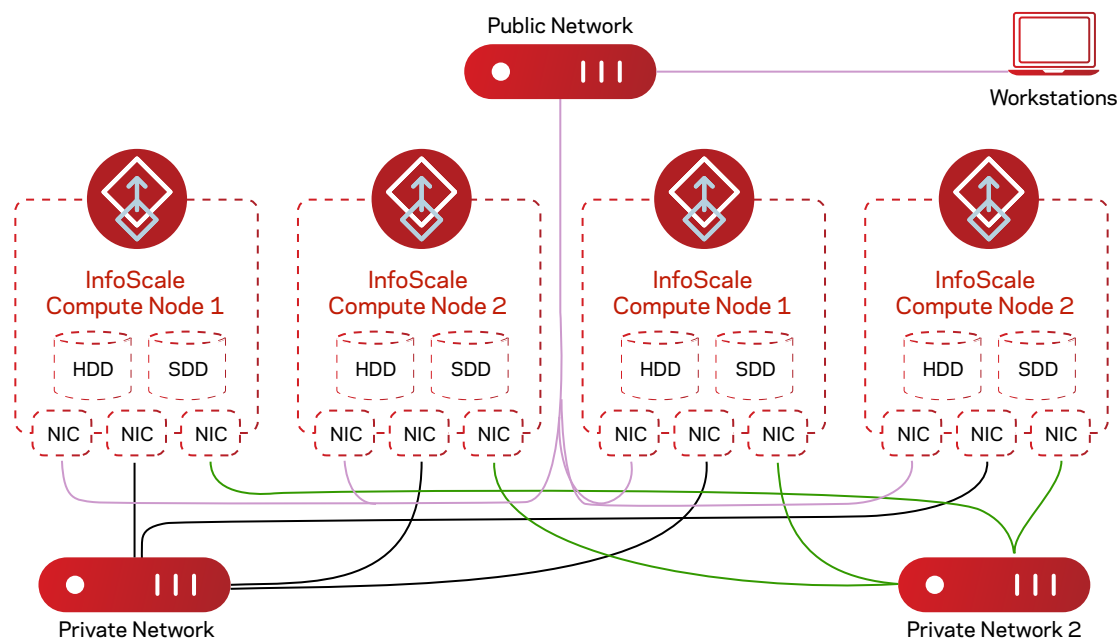 Public Network
Workstations
InfoScale
Compute Node 1
InfoScale
Compute Node 2
InfoScale
Compute Node 1
InfoScale
Compute Node 2
HDD
SDD
HDD
SDD
HDD
SDD
HDD
SDD
NIC
NIC
NIC
NIC
NIC
NIC
NIC
NIC
NIC
NIC
NIC
NIC
Private Network
Private Network 2